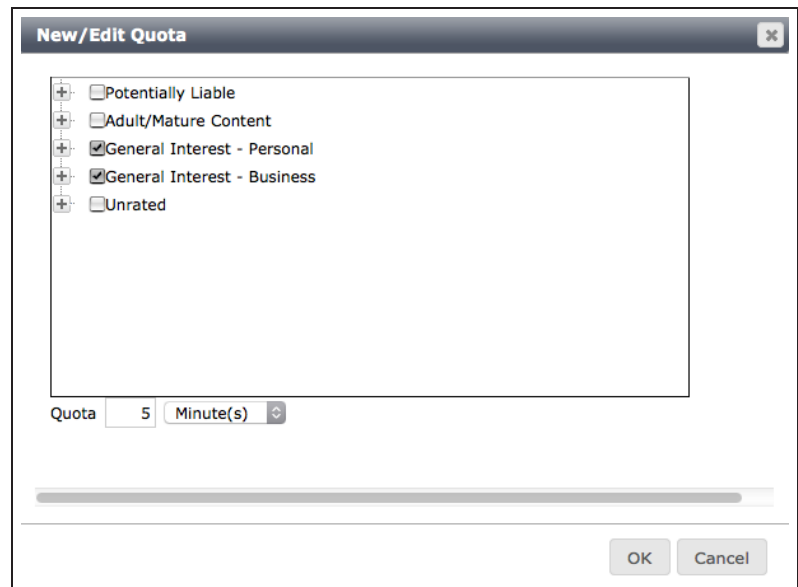 New/Edit Quota
Potentially Liable
Adult/Mature Content
General Interest - Personal
General Interest - Business
Unrated
Quota 5 Minute(s)
OK Cancel